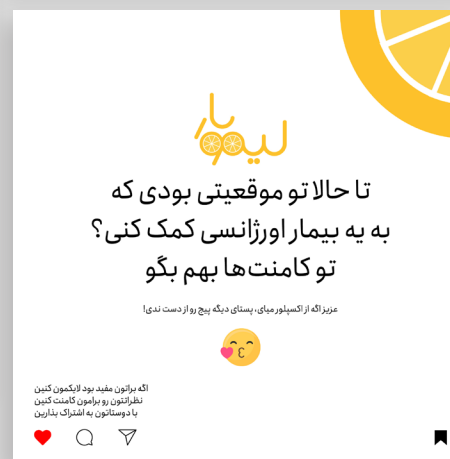 لیمو یار
تا حالا تو موقعیتی بودی که
به یه بیمار اورژانسی کمک کنی؟
تو کامنت‌ها بهم بگو
عزیز اگه از اکسپلور میای، پستای دیگه پیج رو از دست ندی!
اگه براتون مفید بود لایکمون کنین
نظراتتون رو برامون کامنت کنین
با دوستاتون به اشتراک بذارین